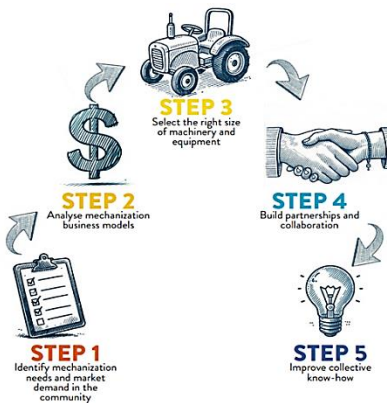 STEP 1
Identify mechanization
needs and market
demand in the
community
STEP 2
Analyse mechanization
business models
STEP 3
Select the right size
of machinery and
equipment
STEP 4
Build partnerships and
collaboration
STEP 5
Improve collective
know-how